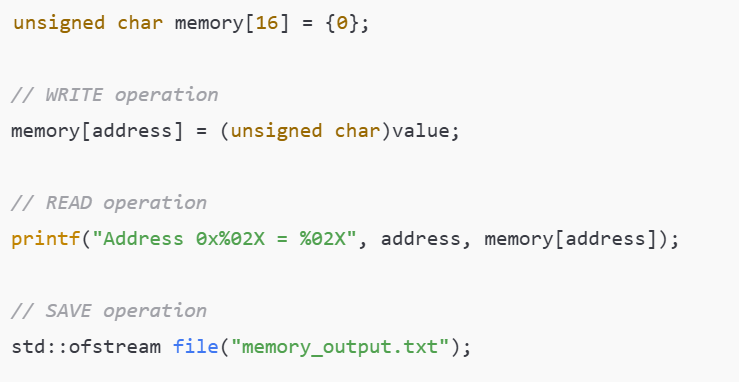 unsigned char memory[16] = {0};
// WRITE operation
memory[address] = (unsigned char)value;
// READ operation
printf("Address 0x%02X = %02X", address, memory[address]);
// SAVE operation
std::ofstream file("memory_output.txt");